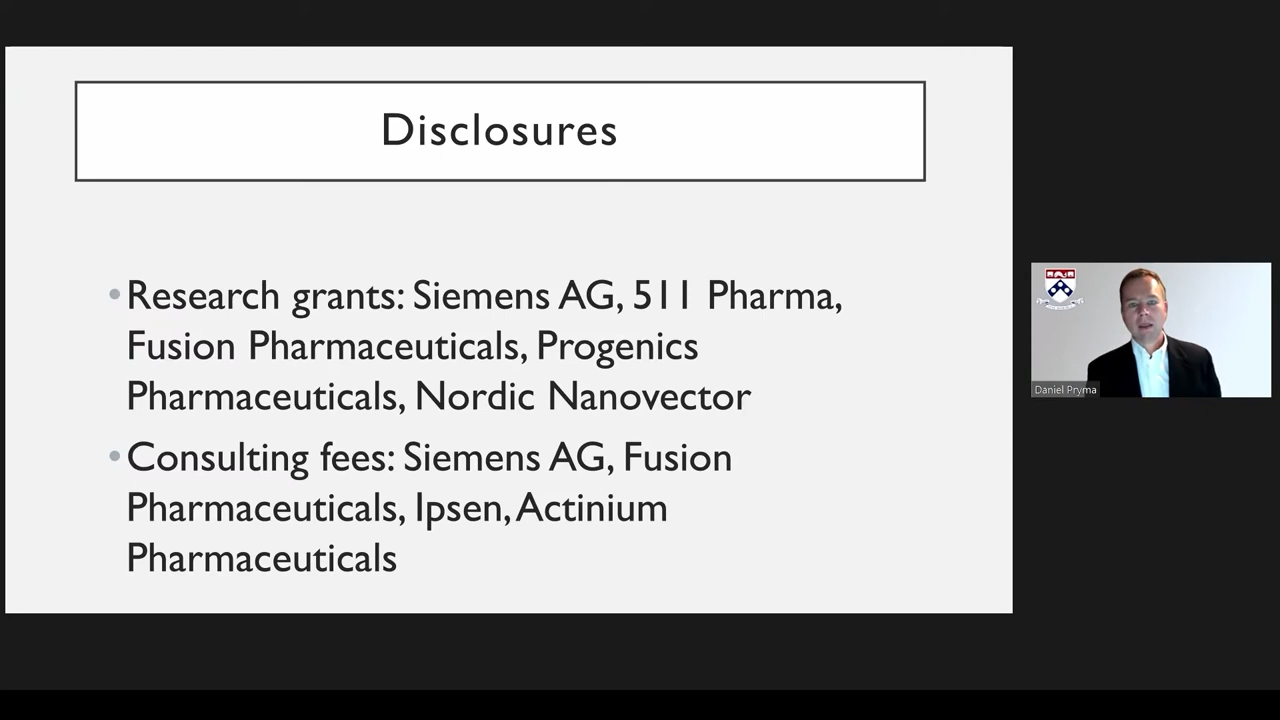 Disclosures
•Research grants: Siemens AG, 511 Pharma,
Fusion Pharmaceuticals, Progenics
Pharmaceuticals, Nordic Nanovector
•Consulting fees: Siemens AG, Fusion
Pharmaceuticals, Ipsen, Actinium
Pharmaceuticals
Daniel Pryma